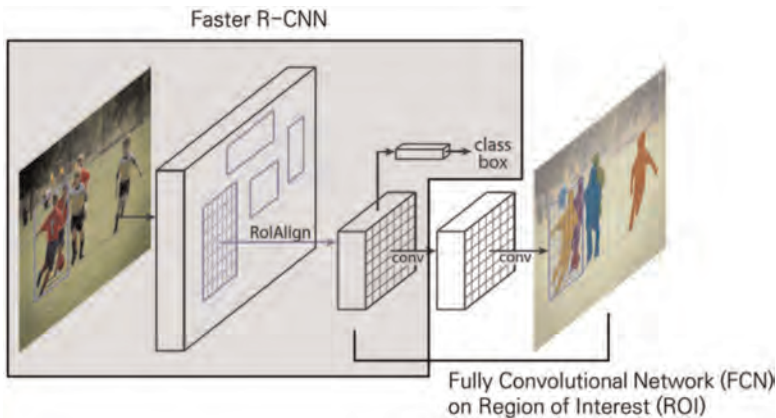 Faster R-CNN
class
box
RoIAlign
conv
conv
Fully Convolutional Network (FCN)
on Region of Interest (ROI)